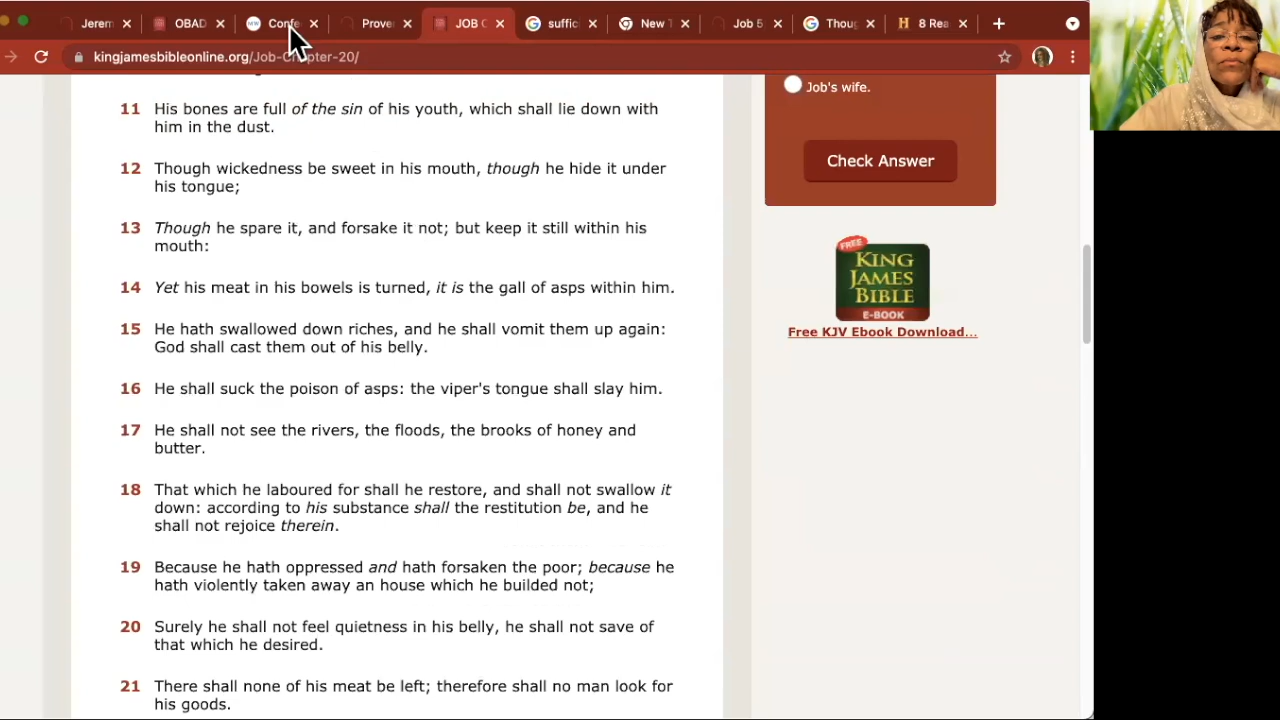 Jerem
OBAD
Confe
Prove
JOB C
suffic
New T
Job 5
Thou
8 Rea
kingjamesbibleonline.org/Job-Chapter-20/
11 His bones are full of the sin of his youth, which shall lie down with
him in the dust.
12 Though wickedness be sweet in his mouth, though he hide it under
his tongue;
13 Though he spare it, and forsake it not; but keep it still within his
mouth:
14 Yet his meat in his bowels is turned, it is the gall of asps within him.
15 He hath swallowed down riches, and he shall vomit them up again:
God shall cast them out of his belly.
16 He shall suck the poison of asps: the viper's tongue shall slay him.
17 He shall not see the rivers, the floods, the brooks of honey and
butter.
18 That which he laboured for shall he restore, and shall not swallow it
down: according to his substance shall the restitution be, and he
shall not rejoice therein.
19 Because he hath oppressed and hath forsaken the poor; because he
hath violently taken away an house which he builded not;
20 Surely he shall not feel quietness in his belly, he shall not save of
that which he desired.
21 There shall none of his meat be left; therefore shall no man look for
his goods.
Job's wife.
Check Answer
FREE
KING
JAMES
BIBLE
E-BOOK
Free KJV Ebook Download...